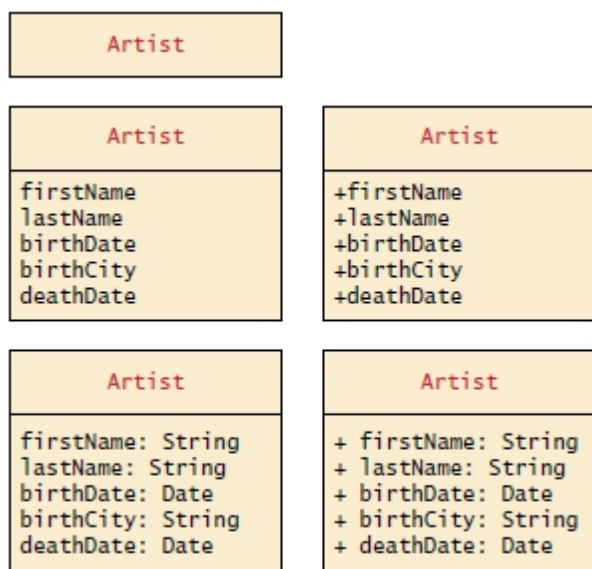 Artist
Artist
firstName
lastName
birthDate
birthCity
deathDate
Artist
+firstName
+lastName
+birthDate
+birthCity
+deathDate
Artist
firstName: String
lastName: String
birthDate: Date
birthCity: String
deathDate: Date
Artist
+ firstName: String
+ lastName: String
+ birthDate: Date
+ birthCity: String
+ deathDate: Date